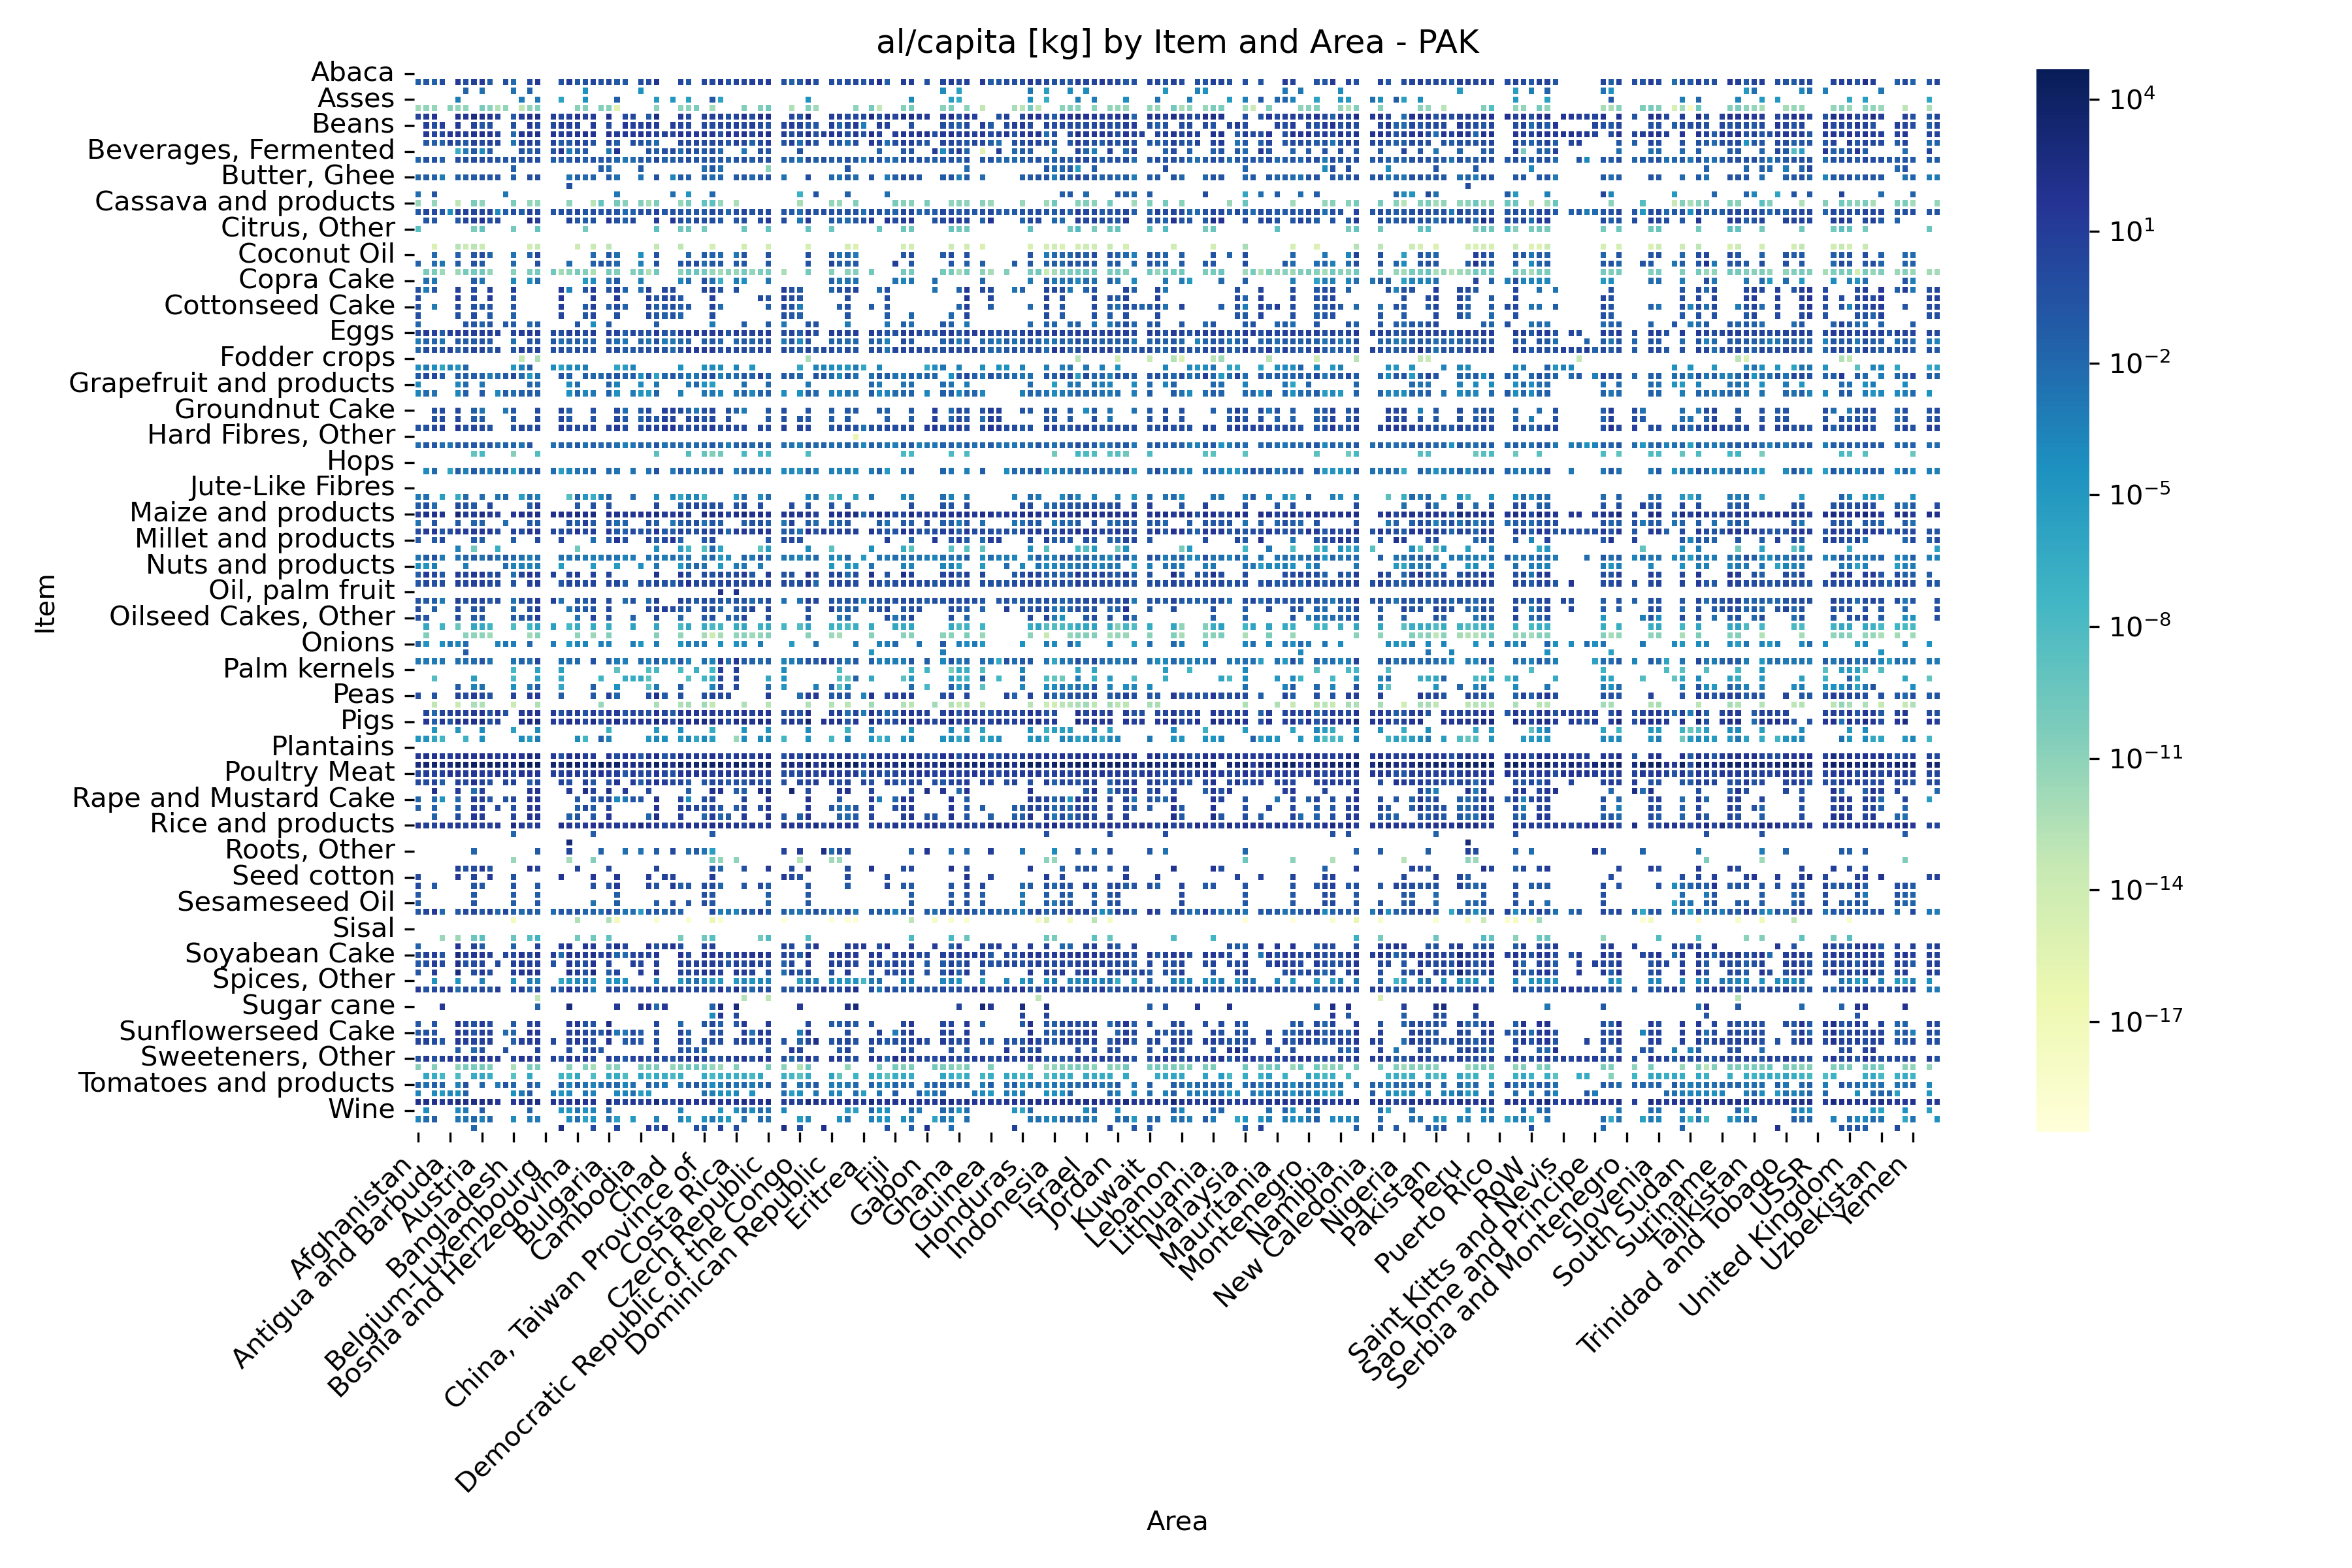 al/capita [kg] by Item and Area - PAK
Item
Abaca
Asses
Beans
Beverages, Fermented
Butter, Ghee
Cassava and products
Citrus, Other
Coconut Oil
Copra Cake
Cottonseed Cake
Eggs
Fodder crops
Grapefruit and products
Groundnut Cake
Hard Fibres, Other
Hops
Jute-Like Fibres
Maize and products
Millet and products
Nuts and products
Oil, palm fruit
Oilseed Cakes, Other
Onions
Palm kernels
Peas
Pigs
Plantains
Poultry Meat
Rape and Mustard Cake
Rice and products
Roots, Other
Seed cotton
Sesameseed Oil
Sisal
Soyabean Cake
Spices, Other
Sugar cane
Sunflowerseed Cake
Sweeteners, Other
Tomatoes and products
Wine
Afghanistan
Antigua and Barbuda
Austria
Bangladesh
Belgium-Luxembourg
Bosnia and Herzegovina
Bulgaria
Cambodia
Chad
China, Taiwan Province of
Costa Rica
Czech Republic
Democratic Republic of the Congo
Dominican Republic
Eritrea
Fiji
Gabon
Ghana
Guinea
Honduras
Indonesia
Israel
Jordan
Kuwait
Lebanon
Lithuania
Malaysia
Mauritania
Montenegro
Namibia
New Caledonia
Nigeria
Pakistan
Peru
Puerto Rico
RoW
Saint Kitts and Nevis
Sao Tome and Principe
Serbia and Montenegro
Slovenia
South Sudan
Suriname
Tajikistan
Trinidad and Tobago
USSR
United Kingdom
Uzbekistan
Yemen
Area
10⁴
10¹
10⁻²
10⁻⁵
10⁻⁸
10⁻¹¹
10⁻¹⁴
10⁻¹⁷